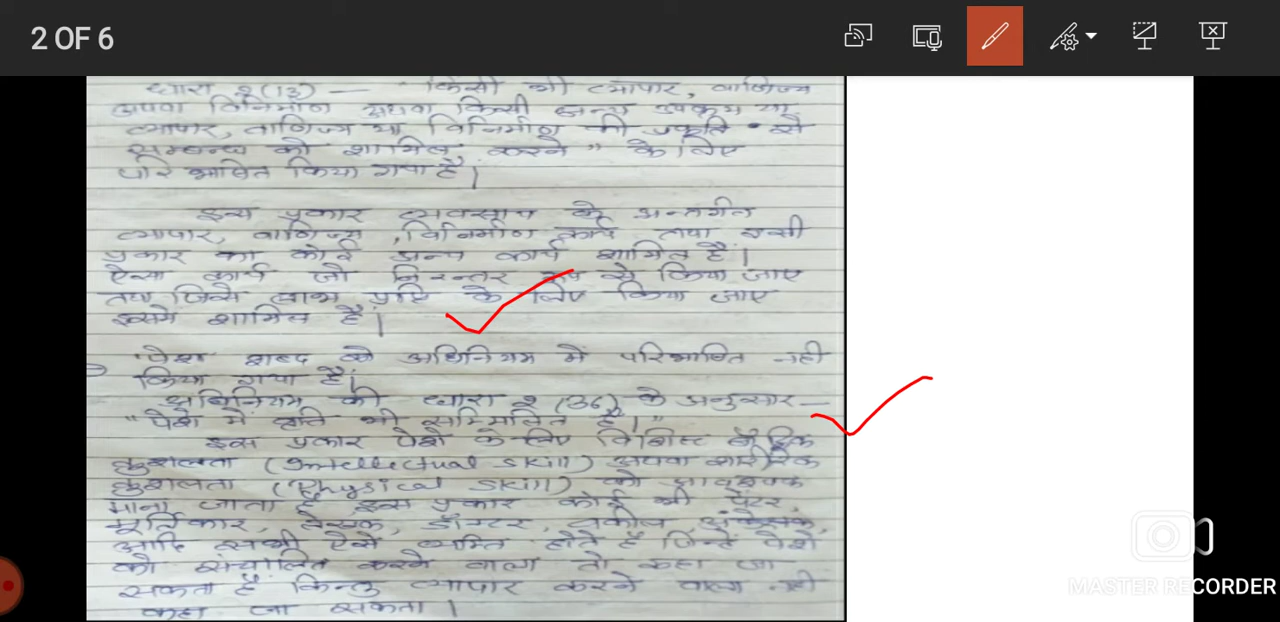 2 OF 6
धारा 2(13) — "किसी भी व्यापार, वाणिज्य
अथवा विनिर्माण अथवा किसी अन्य उपक्रम या
व्यापार, वाणिज्य या विनिर्माण की प्रकृति से
सम्बन्ध को शामिल करने" के लिए
परिभाषित किया गया है।
इस प्रकार व्यवसाय के अन्तर्गत
व्यापार, वाणिज्य, विनिर्माण कार्य तथा इसी
प्रकार का कोई अन्य कार्य शामिल है।
ऐसा कार्य जो निरन्तर रूप से किया जाए
तथा जिसे लाभ प्राप्ति के लिए किया जाए
इसमें शामिल है।
'पेशा' शब्द को अधिनियम में परिभाषित नही
किया गया है।
अधिनियम की धारा 2 (36) के अनुसार —
"पेशे में वृत्ति भी सम्मिलित है।"
इस प्रकार पेशे के लिए विशिष्ट बौद्धिक
कुशलता (Intellectual Skill) अथवा शारीरिक
कुशलता (Physical Skill) को आवश्यक
माना जाता है इस प्रकार कोई भी पेंटर,
मूर्तिकार, लेखक, डॉक्टर, वकील, अंकेक्षक,
आदि सभी ऐसे व्यक्ति होते हैं जिन्हें पेशे
को संचालित करने वाला तो कहा जा
सकता है किन्तु व्यापार करने वाला नही
कहा जा सकता।
MASTER RECORDER